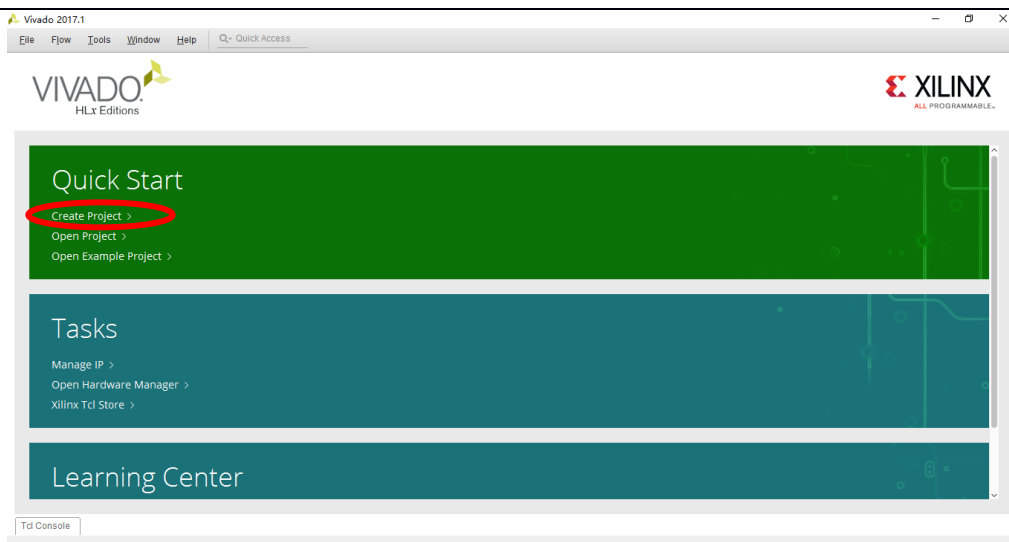 Vivado 2017.1
File Flow Tools Window Help Quick Access
VIVADO.
HLx Editions
XILINX
ALL PROGRAMMABLE.
Quick Start
Create Project >
Open Project >
Open Example Project >
Tasks
Manage IP >
Open Hardware Manager >
Xilinx Tcl Store >
Learning Center
Tcl Console